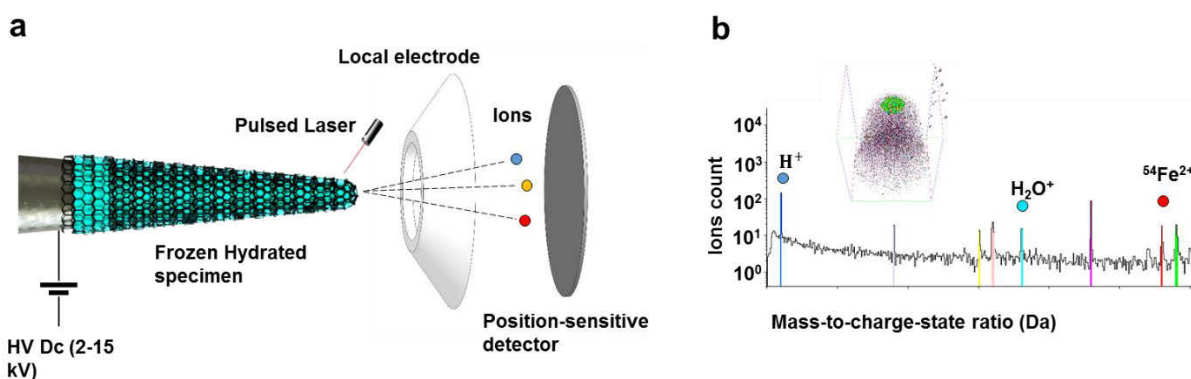 a
Local electrode
Pulsed Laser
Ions
Frozen Hydrated
specimen
HV Dc (2-15
kV)
Position-sensitive
detector
b
10⁴
10³
10²
10¹
10⁰
Ions count
H⁺
H₂O⁺
⁵⁴Fe²⁺
Mass-to-charge-state ratio (Da)